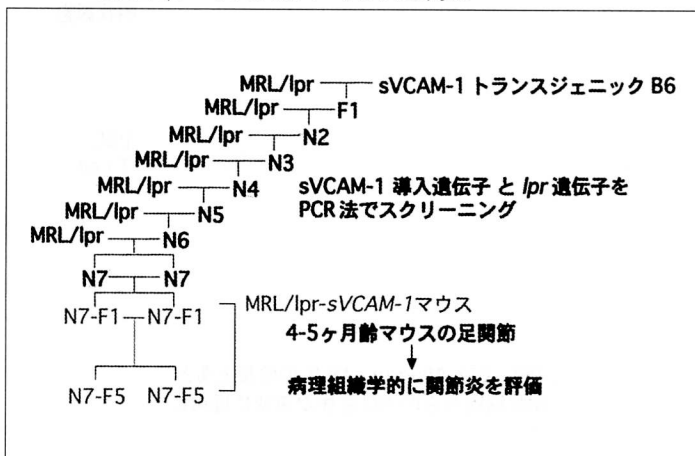 MRL/lpr sVCAM-1 トランスジェニック B6
MRL/lpr F1
MRL/lpr N2
MRL/lpr N3
MRL/lpr N4
sVCAM-1 導入遺伝子 と lpr 遺伝子を
MRL/lpr N5
PCR 法でスクリーニング
MRL/lpr N6
N7 N7
N7-F1 N7-F1
MRL/lpr-sVCAM-1マウス
4-5ヶ月齢マウスの足関節
N7-F5 N7-F5
病理組織学的に関節炎を評価